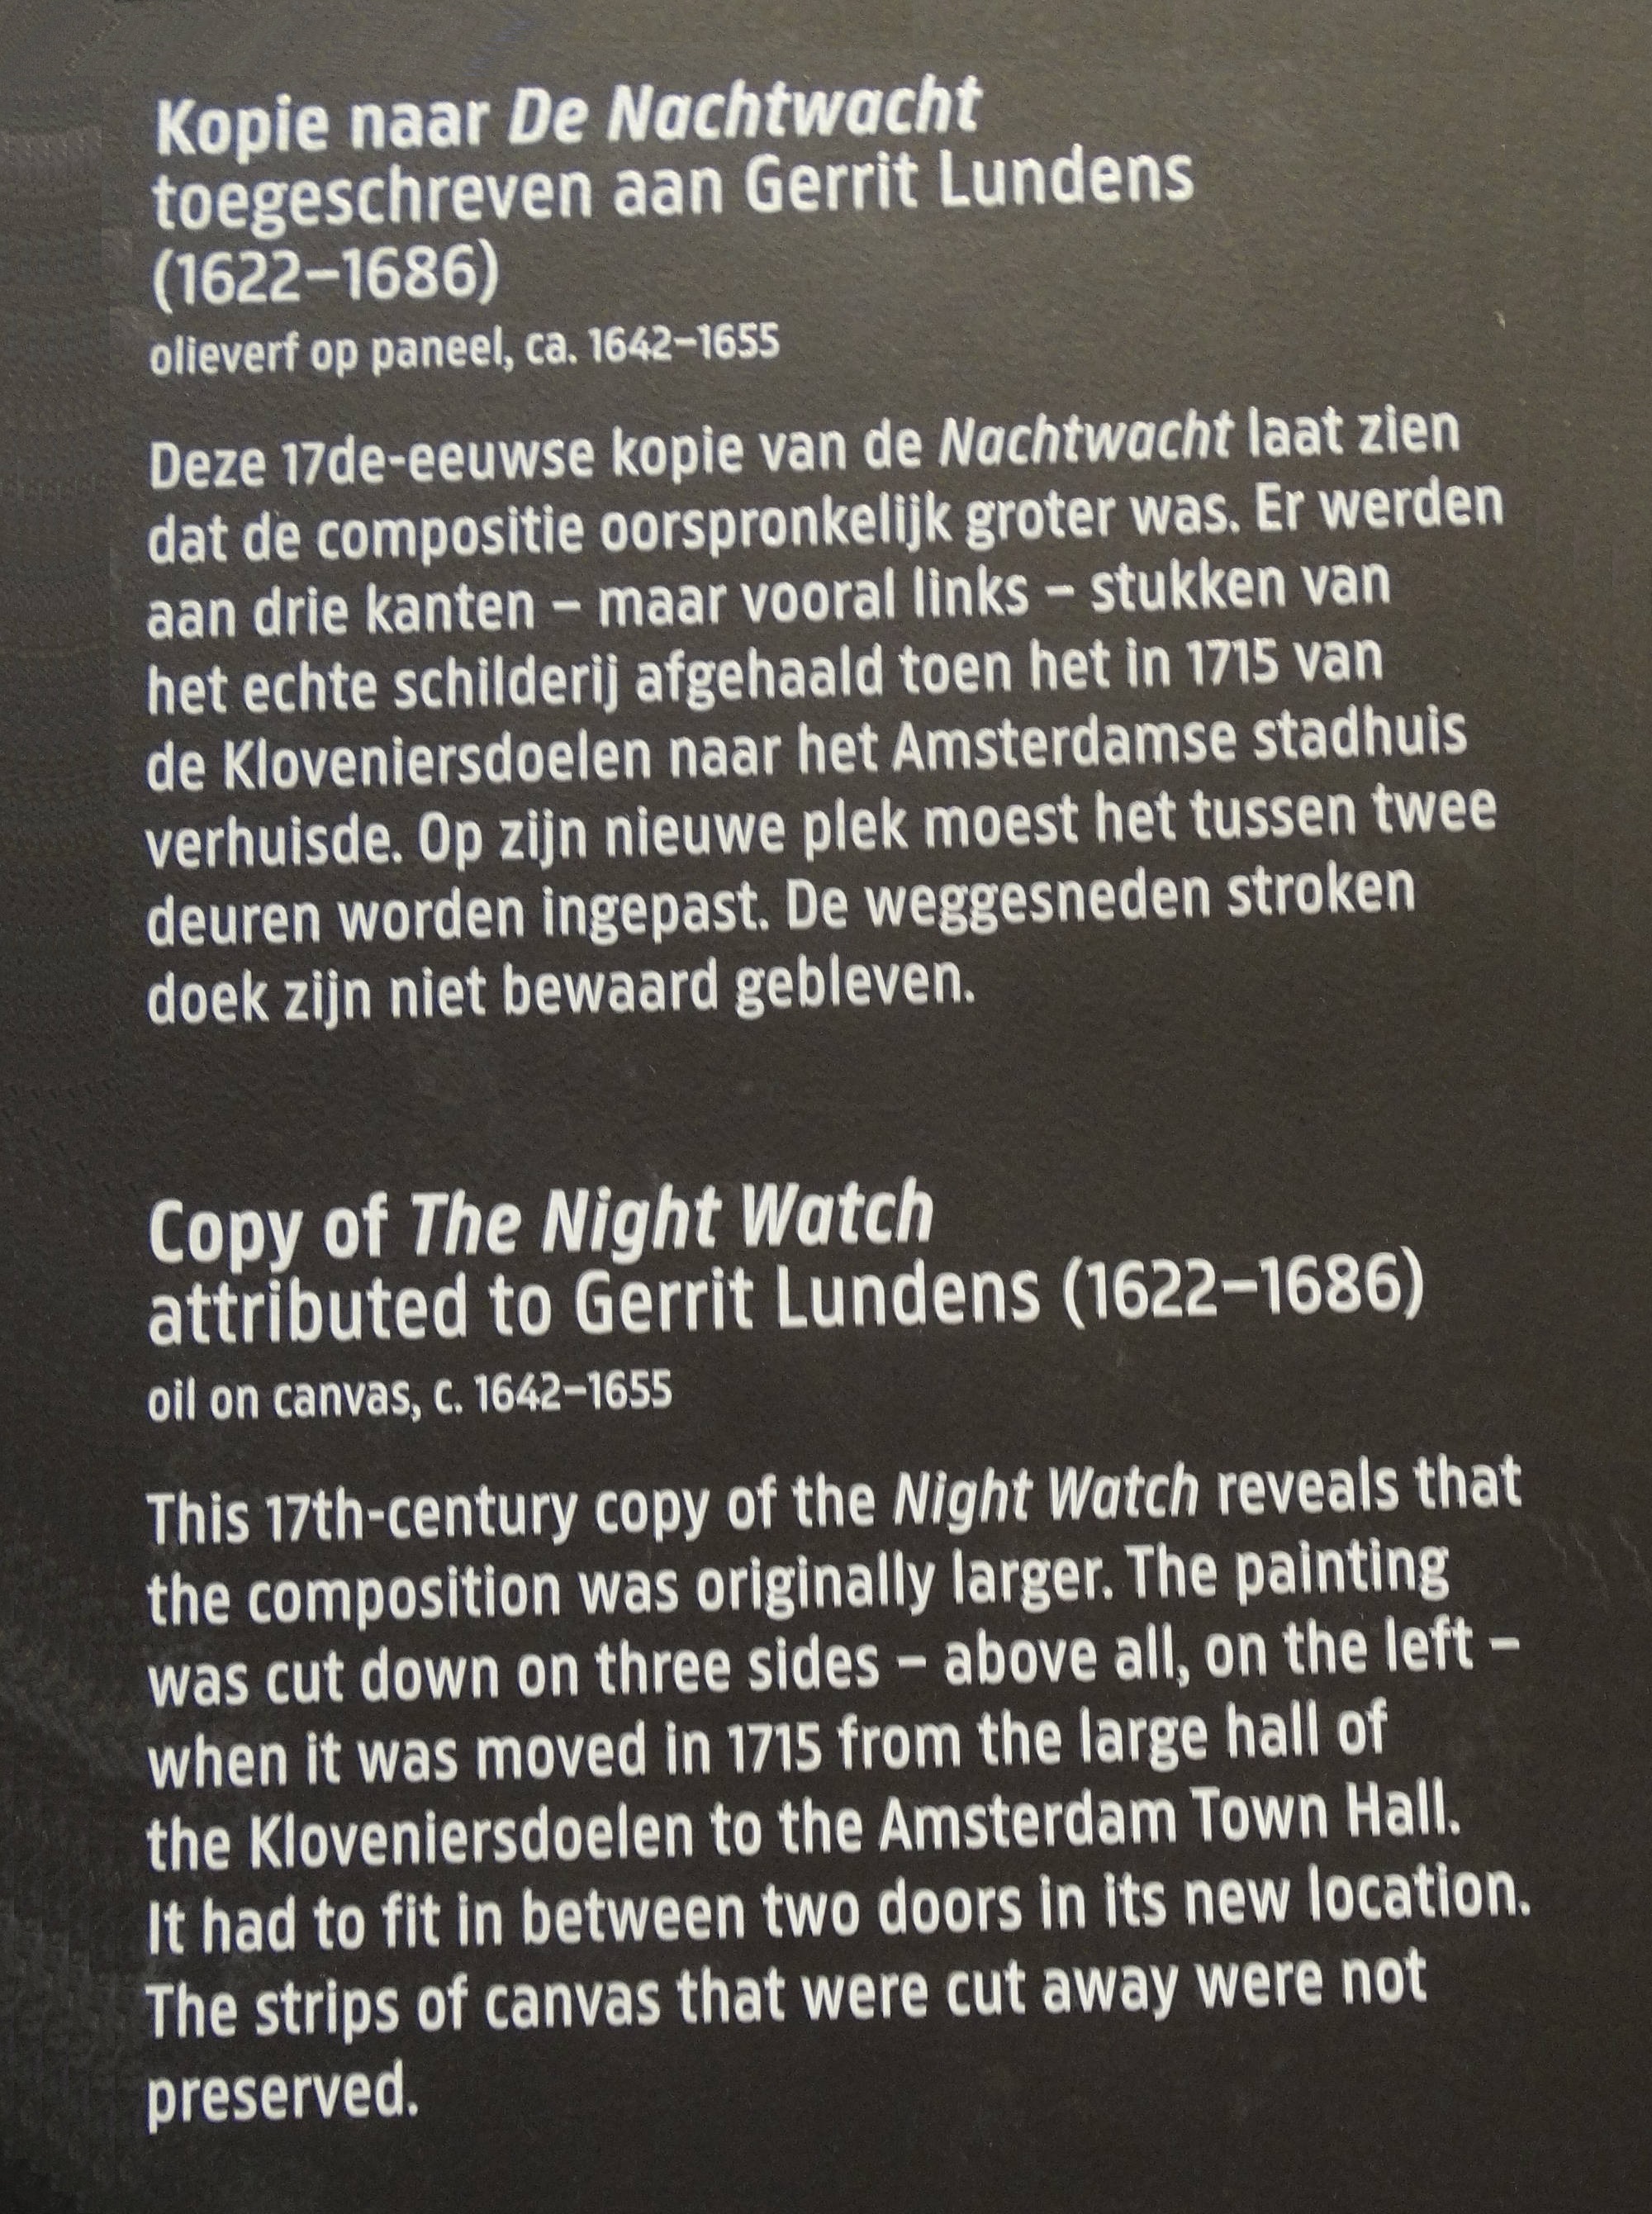 Kopie naar De Nachtwacht
toegeschreven aan Gerrit Lundens
(1622–1686)
olieverf op paneel, ca. 1642–1655
Deze 17de-eeuwse kopie van de Nachtwacht laat zien
dat de compositie oorspronkelijk groter was. Er werden
aan drie kanten – maar vooral links – stukken van
het echte schilderij afgehaald toen het in 1715 van
de Kloveniersdoelen naar het Amsterdamse stadhuis
verhuisde. Op zijn nieuwe plek moest het tussen twee
deuren worden ingepast. De weggesneden stroken
doek zijn niet bewaard gebleven.
Copy of The Night Watch
attributed to Gerrit Lundens (1622–1686)
oil on canvas, c. 1642–1655
This 17th-century copy of the Night Watch reveals that
the composition was originally larger. The painting
was cut down on three sides – above all, on the left –
when it was moved in 1715 from the large hall of
the Kloveniersdoelen to the Amsterdam Town Hall.
It had to fit in between two doors in its new location.
The strips of canvas that were cut away were not
preserved.